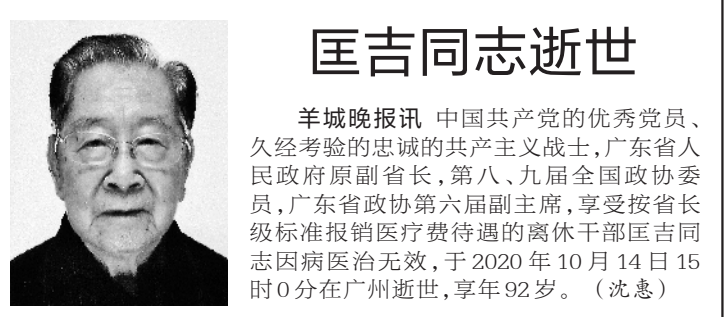 匡吉同志逝世
羊城晚报讯 中国共产党的优秀党员、
久经考验的忠诚的共产主义战士,广东省人
民政府原副省长,第八、九届全国政协委
员,广东省政协第六届副主席,享受按省长
级标准报销医疗费待遇的离休干部匡吉同
志因病医治无效,于2020年10月14日15
时0分在广州逝世,享年92岁。（沈惠）